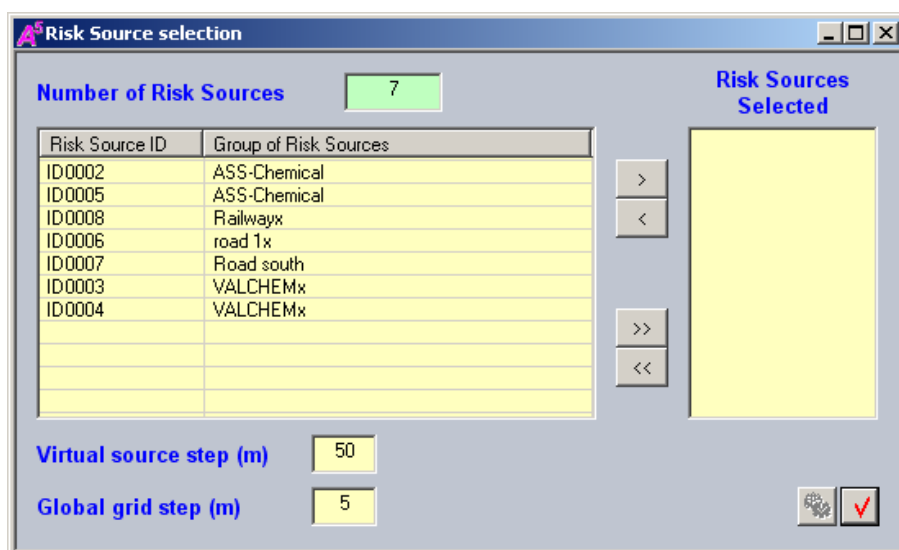 A5 Risk Source selection
Number of Risk Sources 7
Risk Sources
Selected
Risk Source ID Group of Risk Sources
ID0002 ASS-Chemical
ID0005 ASS-Chemical
ID0008 Railwayx
ID0006 road 1x
ID0007 Road south
ID0003 VALCHEMx
ID0004 VALCHEMx
>
<
>>
<<
Virtual source step (m) 50
Global grid step (m) 5